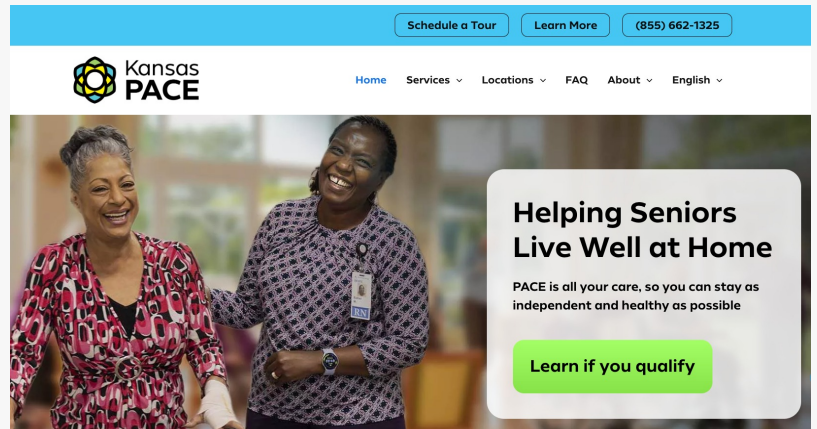 Schedule a Tour
Learn More
(855) 662-1325
Kansas
PACE
Home
Services
Locations
FAQ
About
English
Helping Seniors
Live Well at Home
PACE is all your care, so you can stay as
independent and healthy as possible
Learn if you qualify
RN